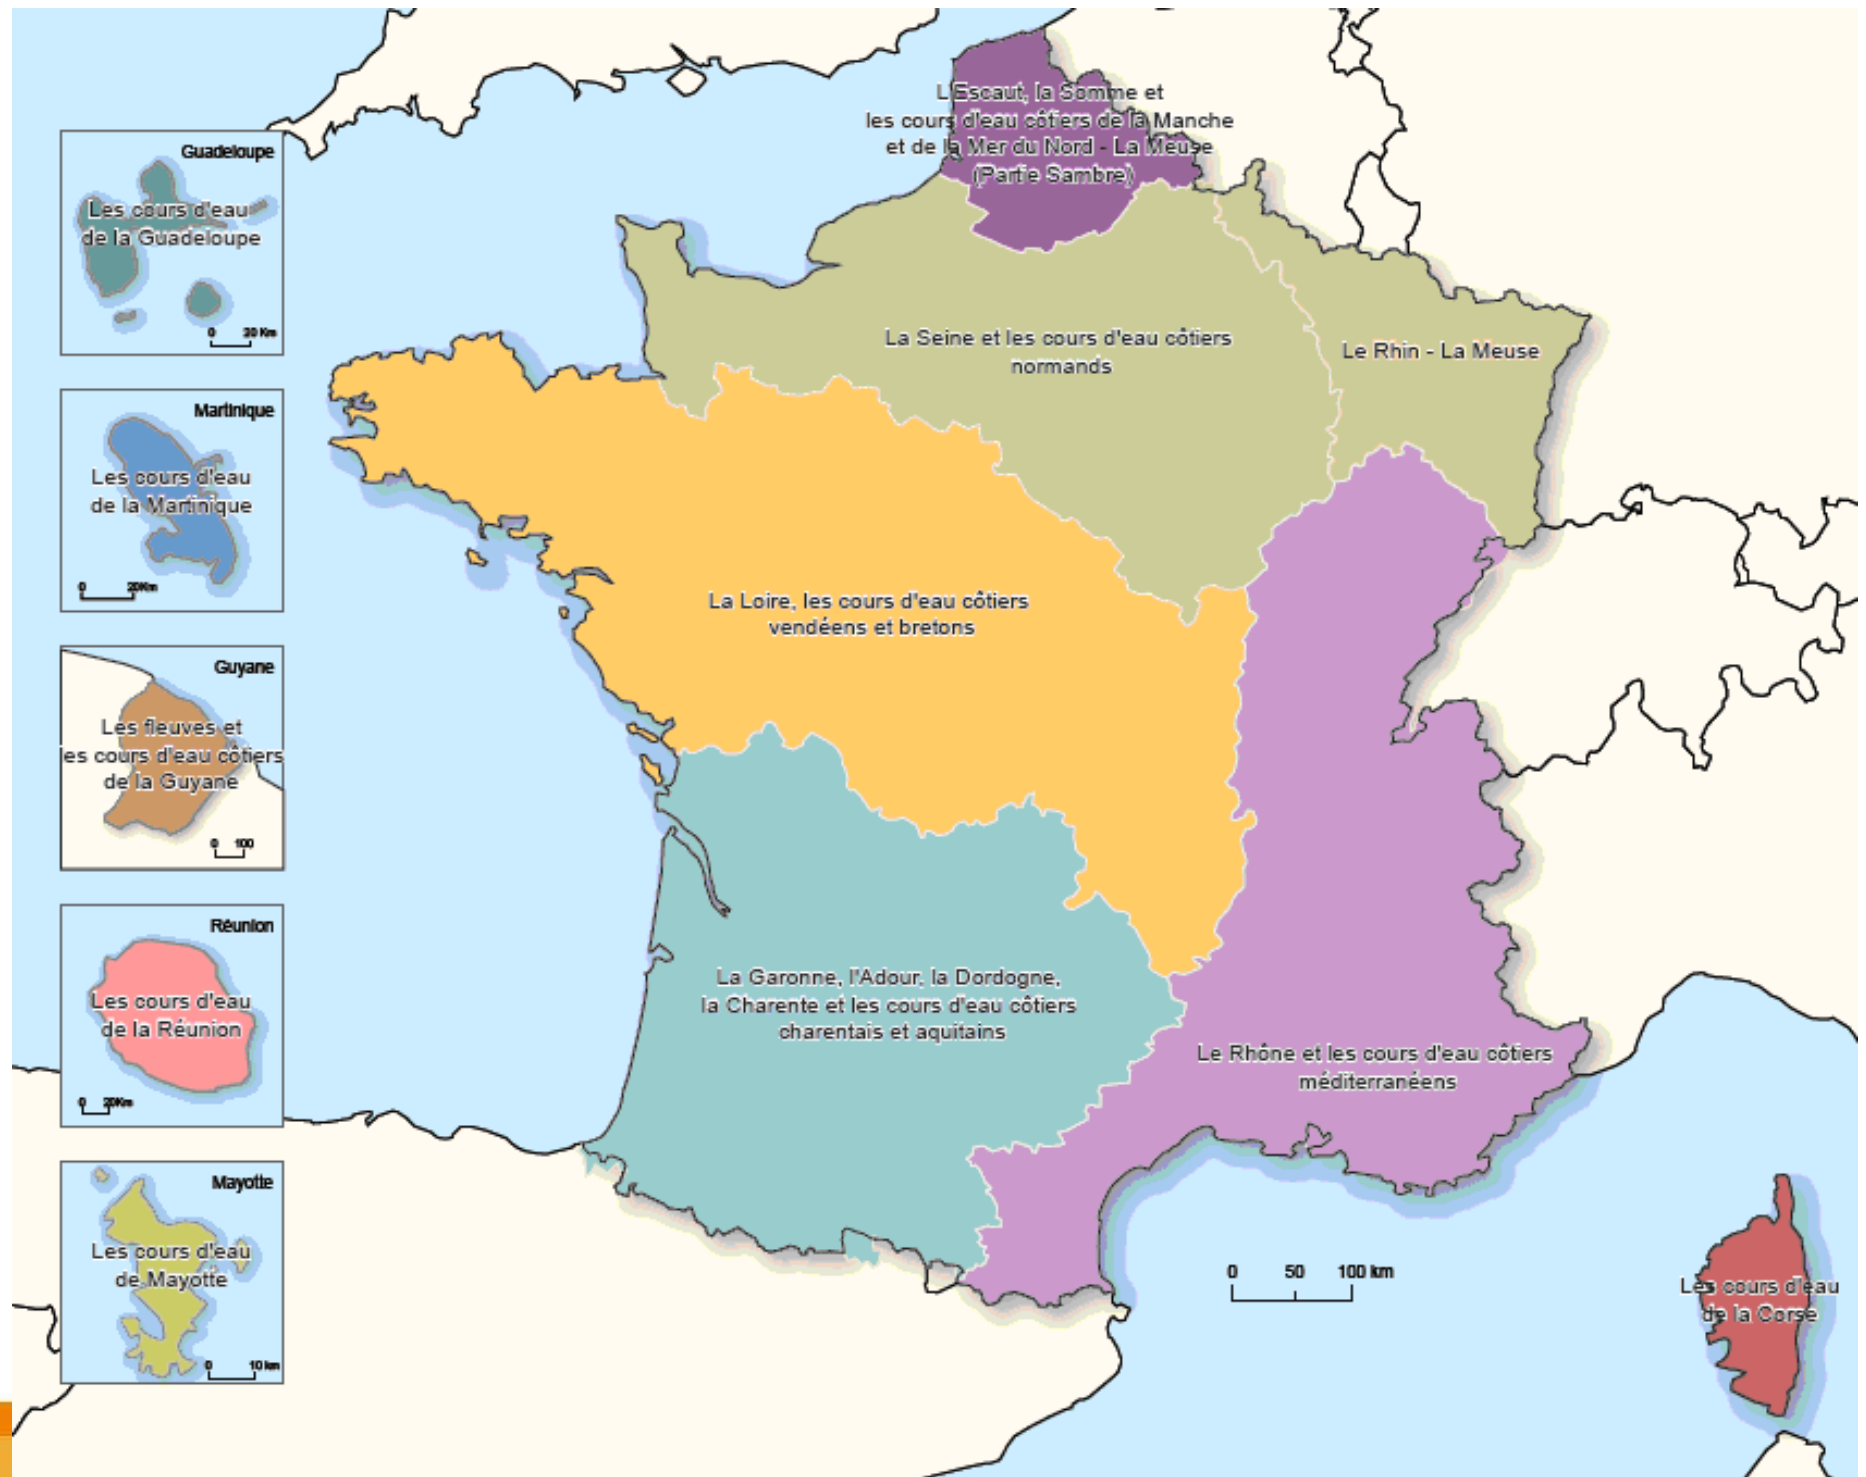 L'Escaut, la Somme et
les cours d'eau côtiers de la Manche
et de la Mer du Nord - La Meuse
(Partie Sambre)
Guadeloupe
Les cours d'eau
de la Guadeloupe
0 20 Km
La Seine et les cours d'eau côtiers
normands
Le Rhin - La Meuse
Martinique
Les cours d'eau
de la Martinique
0 20Km
La Loire, les cours d'eau côtiers
vendéens et bretons
Guyane
Les fleuves et
les cours d'eau côtiers
de la Guyane
0 100
Réunion
Les cours d'eau
de la Réunion
0 20Km
La Garonne, l'Adour, la Dordogne,
la Charente et les cours d'eau côtiers
charentais et aquitains
Le Rhône et les cours d'eau côtiers
méditerranéens
Mayotte
Les cours d'eau
de Mayotte
0 10 km
0 50 100 km
Les cours d'eau
de la Corse